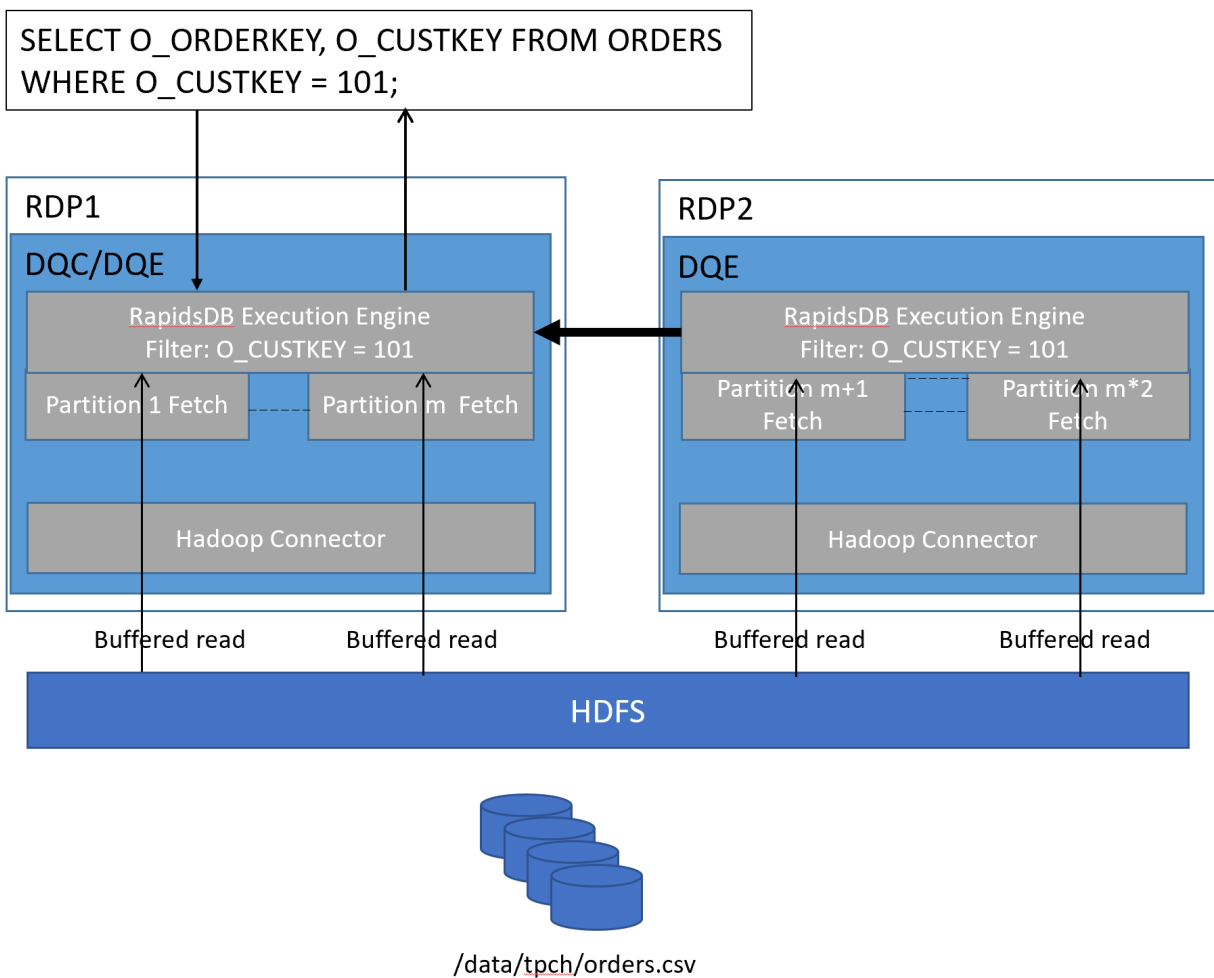 SELECT O_ORDERKEY, O_CUSTKEY FROM ORDERS
WHERE O_CUSTKEY = 101;
RDP1
DQC/DQE
RapidsDB Execution Engine
Filter: O_CUSTKEY = 101
Partition 1 Fetch
Partition m Fetch
Hadoop Connector
RDP2
DQE
RapidsDB Execution Engine
Filter: O_CUSTKEY = 101
Partition m+1
Fetch
Partition m*2
Fetch
Hadoop Connector
Buffered read
Buffered read
Buffered read
Buffered read
HDFS
/data/tpch/orders.csv